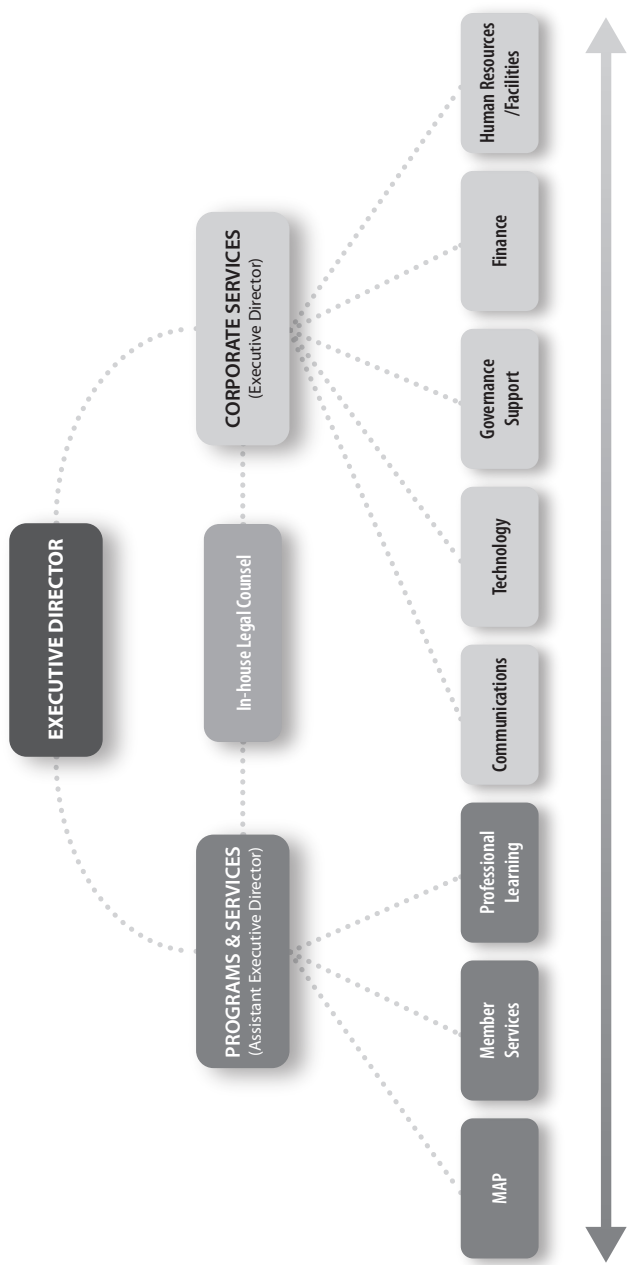 EXECUTIVE DIRECTOR
PROGRAMS & SERVICES
(Assistant Executive Director)
In-house Legal Counsel
CORPORATE SERVICES
(Executive Director)
MAP
Member
Services
Professional
Learning
Communications
Technology
Governance
Support
Finance
Human Resources
/Facilities